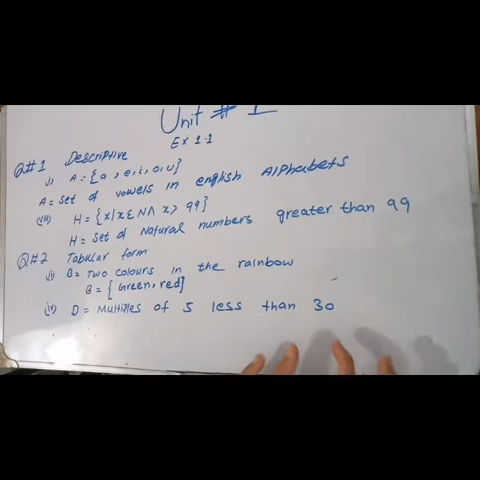 Unit # 1
Ex 1.1
Q#1 Descriptive
i) A = {a, e, i, o, u}
A = set of vowels in english Alphabets
(viii) H = {x|x ε N ∧ x > 99}
H = set of Natural numbers greater than 99
Q#2 Tabular form
(i) B = Two colours in the rainbow
B = {Green, red}
(iv) D = Multiples of 5 less than 30